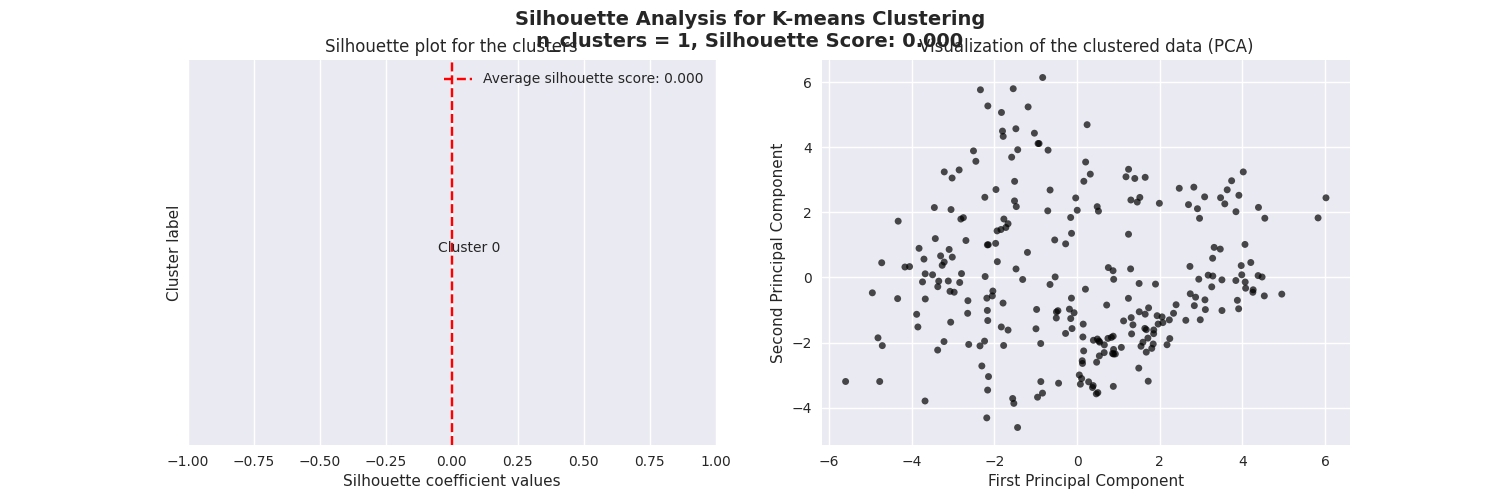 Silhouette Analysis for K-means Clustering
n_clusters = 1, Silhouette Score: 0.000
Silhouette plot for the clusters
Average silhouette score: 0.000
Cluster 0
Cluster label
−1.00 −0.75 −0.50 −0.25 0.00 0.25 0.50 0.75 1.00
Silhouette coefficient values
Visualization of the clustered data (PCA)
6
4
2
0
−2
−4
Second Principal Component
−6 −4 −2 0 2 4 6
First Principal Component